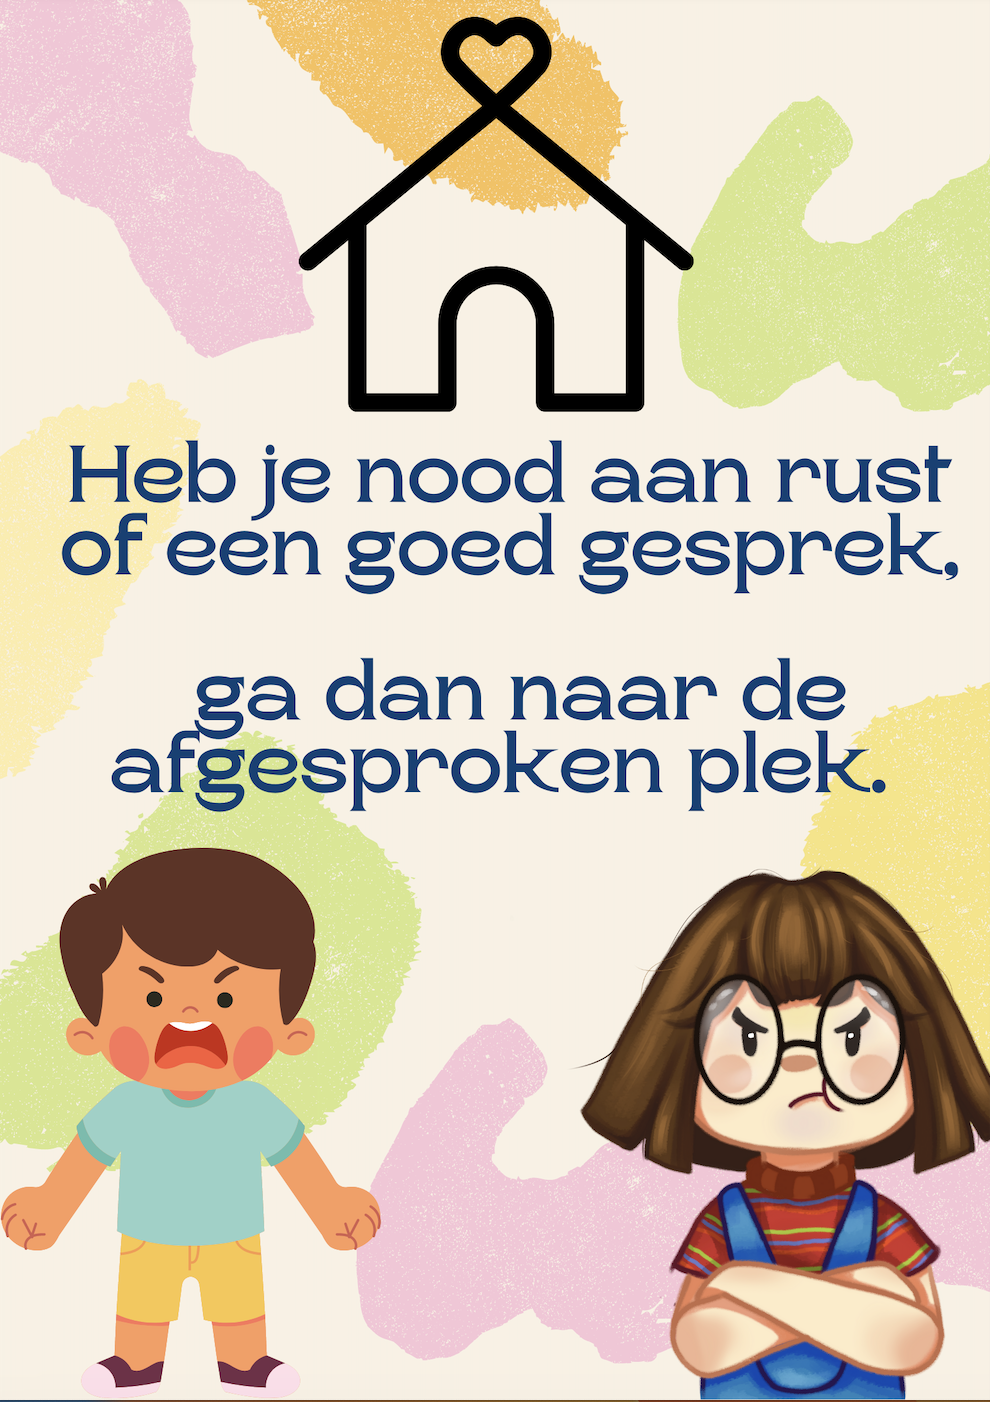 Heb je nood aan rust
of een goed gesprek,
ga dan naar de
afgesproken plek.